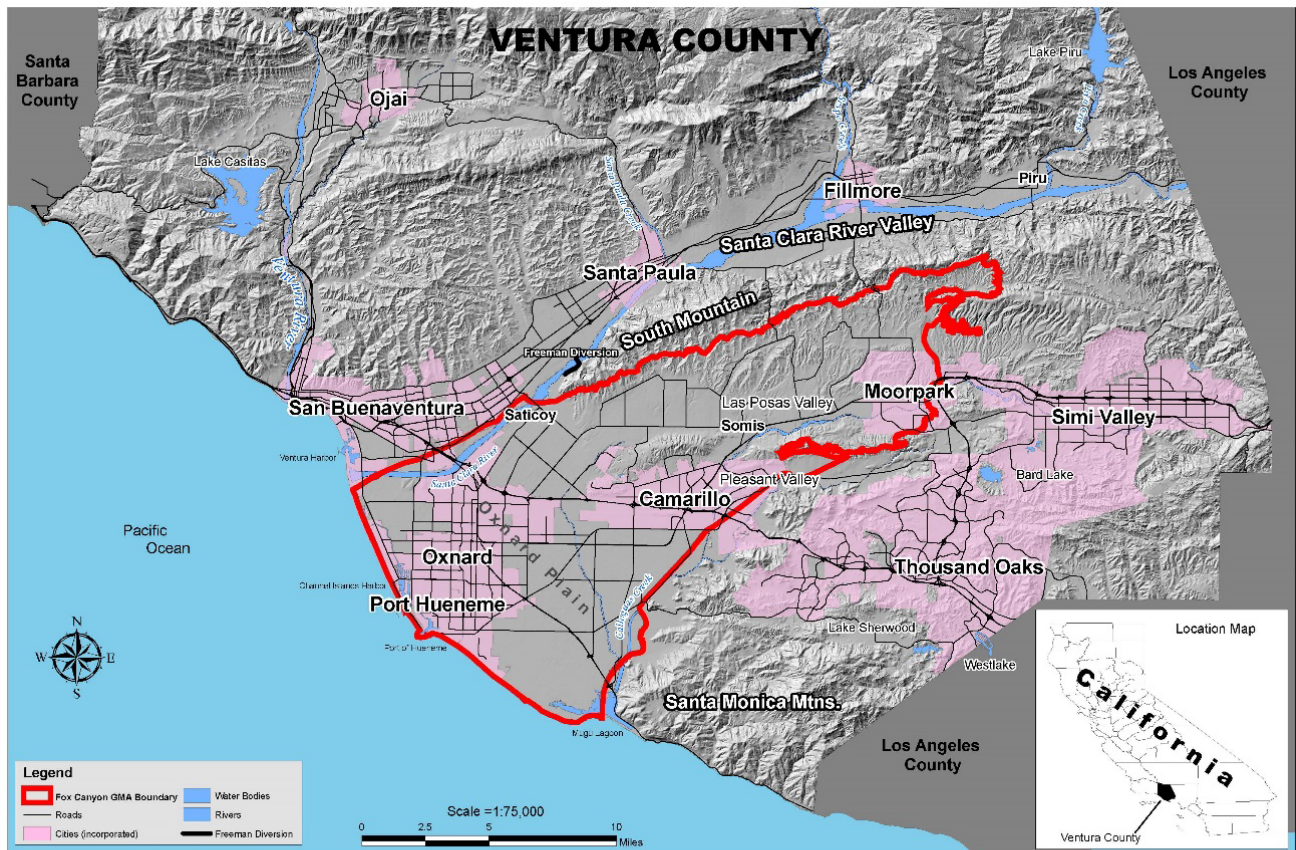 VENTURA COUNTY
Santa
Barbara
County
Los Angeles
County
Lake Piru
Ojai
Lake Casitas
Ventura River
Santa Paula Creek
Fillmore
Piru
Santa Clara River Valley
Santa Paula
South Mountain
Freeman Diversion
San Buenaventura
Saticoy
Las Posas Valley
Somis
Moorpark
Simi Valley
Ventura Harbor
Santa Clara River
Pleasant Valley
Camarillo
Bard Lake
Pacific
Ocean
Oxnard Plain
Oxnard
Thousand Oaks
Channel Islands Harbor
Port Hueneme
Calleguas Creek
Port of Hueneme
Lake Sherwood
Westlake
Santa Monica Mtns.
Mugu Lagoon
Los Angeles
County
N
W
E
S
Location Map
California
Ventura County
Legend
Fox Canyon GMA Boundary
Roads
Cities (incorporated)
Water Bodies
Rivers
Freeman Diversion
Scale =1:75,000
0
2.5
5
10
Miles